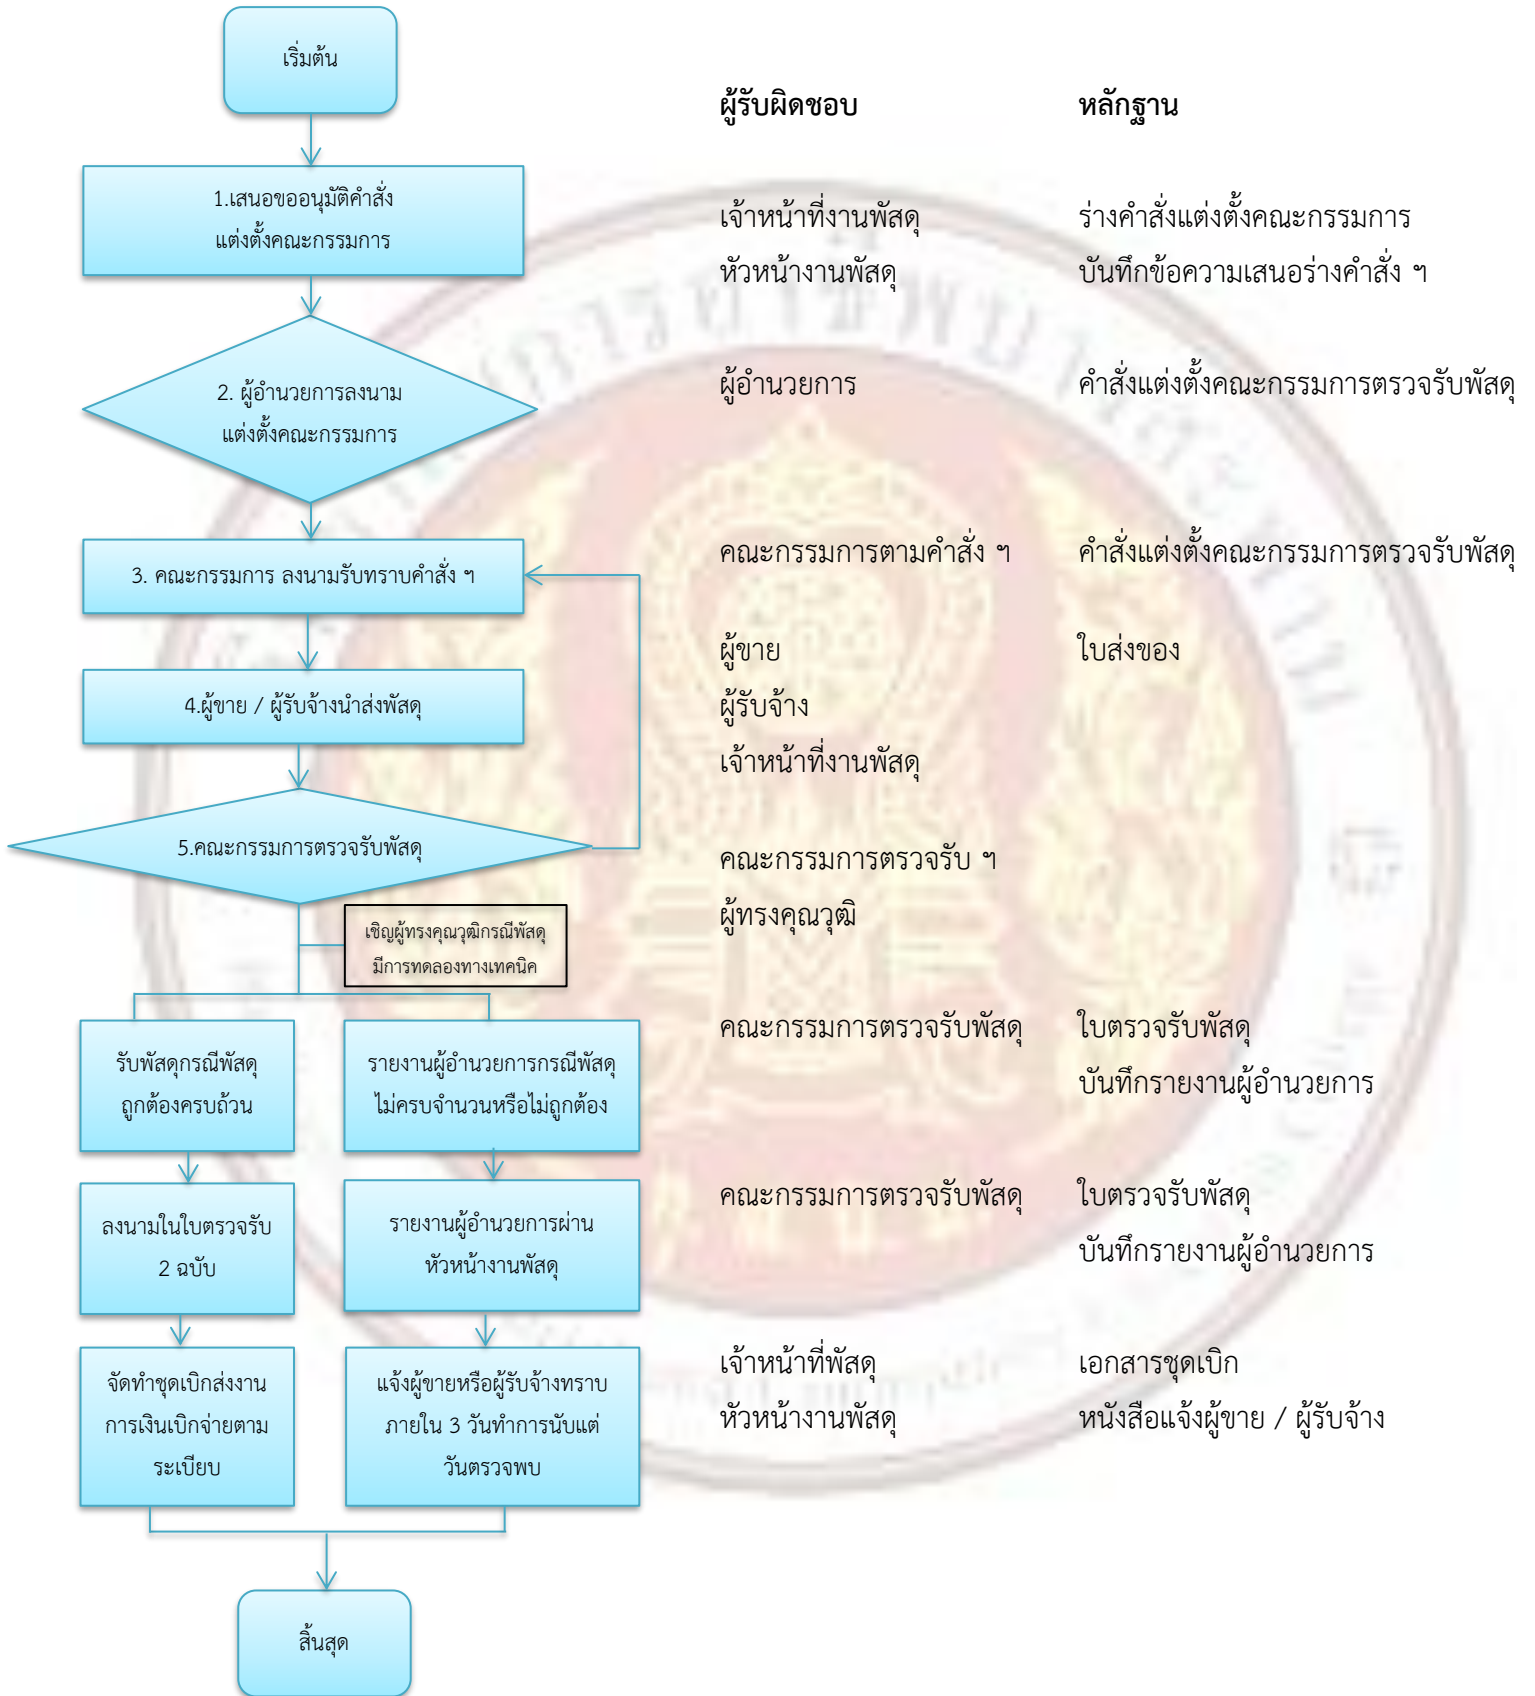 เริ่มต้น
ผู้รับผิดชอบ
หลักฐาน
1.เสนอขออนุมัติคำสั่ง
แต่งตั้งคณะกรรมการ
เจ้าหน้าที่งานพัสดุ
ร่างคำสั่งแต่งตั้งคณะกรรมการ
หัวหน้างานพัสดุ
บันทึกข้อความเสนอร่างคำสั่ง ฯ
2. ผู้อำนวยการลงนาม
แต่งตั้งคณะกรรมการ
ผู้อำนวยการ
คำสั่งแต่งตั้งคณะกรรมการตรวจรับพัสดุ
3. คณะกรรมการ ลงนามรับทราบคำสั่ง ฯ
คณะกรรมการตามคำสั่ง ฯ
คำสั่งแต่งตั้งคณะกรรมการตรวจรับพัสดุ
4.ผู้ขาย / ผู้รับจ้างนำส่งพัสดุ
ผู้ขาย
ใบส่งของ
ผู้รับจ้าง
เจ้าหน้าที่งานพัสดุ
5.คณะกรรมการตรวจรับพัสดุ
คณะกรรมการตรวจรับ ฯ
ผู้ทรงคุณวุฒิ
เชิญผู้ทรงคุณวุฒิกรณีพัสดุ
มีการทดลองทางเทคนิค
รับพัสดุกรณีพัสดุ
ถูกต้องครบถ้วน
รายงานผู้อำนวยการกรณีพัสดุ
ไม่ครบจำนวนหรือไม่ถูกต้อง
คณะกรรมการตรวจรับพัสดุ
ใบตรวจรับพัสดุ
บันทึกรายงานผู้อำนวยการ
ลงนามในใบตรวจรับ
2 ฉบับ
รายงานผู้อำนวยการผ่าน
หัวหน้างานพัสดุ
คณะกรรมการตรวจรับพัสดุ
ใบตรวจรับพัสดุ
บันทึกรายงานผู้อำนวยการ
จัดทำชุดเบิกส่งงาน
การเงินเบิกจ่ายตาม
ระเบียบ
แจ้งผู้ขายหรือผู้รับจ้างทราบ
ภายใน 3 วันทำการนับแต่
วันตรวจพบ
เจ้าหน้าที่พัสดุ
เอกสารชุดเบิก
หัวหน้างานพัสดุ
หนังสือแจ้งผู้ขาย / ผู้รับจ้าง
สิ้นสุด